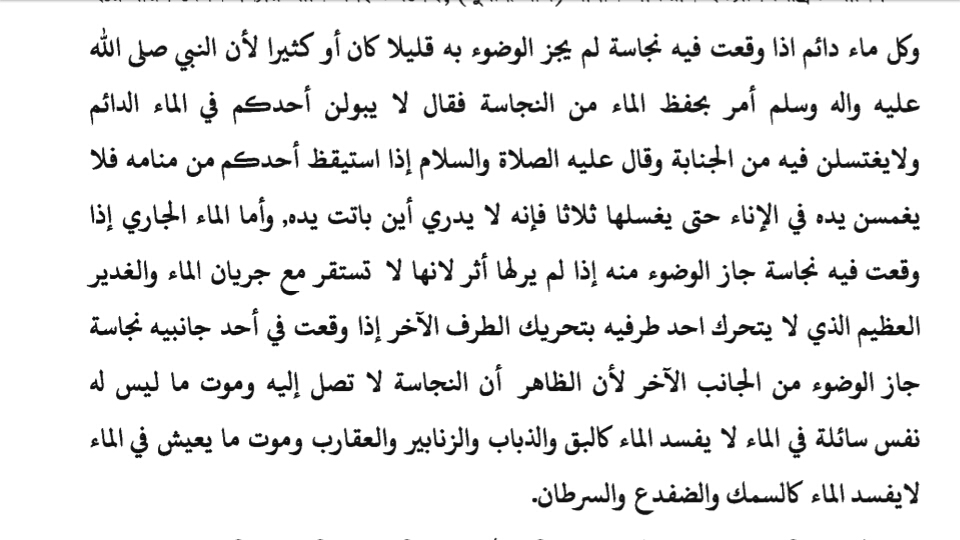 وكل ماء دائم اذا وقعت فيه نجاسة لم يجز الوضوء به قليلا كان أو كثيرا لأن النبي صلى الله
عليه واله وسلم أمر بحفظ الماء من النجاسة فقال لا يبولن أحدكم في الماء الدائم
ولايغتسلن فيه من الجنابة وقال عليه الصلاة والسلام إذا استيقظ أحدكم من منامه فلا
يغمسن يده في الإناء حتى يغسلها ثلاثا فإنه لا يدري أين باتت يده, وأما الماء الجاري إذا
وقعت فيه نجاسة جاز الوضوء منه إذا لم يرلها أثر لانها لا تستقر مع جريان الماء والغدير
العظيم الذي لا يتحرك احد طرفيه بتحريك الطرف الآخر إذا وقعت في أحد جانبيه نجاسة
جاز الوضوء من الجانب الآخر لأن الظاهر أن النجاسة لا تصل إليه وموت ما ليس له
نفس سائلة في الماء لا يفسد الماء كالبق والذباب والزنابير والعقارب وموت ما يعيش في الماء
لايفسد الماء كالسمك والضفدع والسرطان.